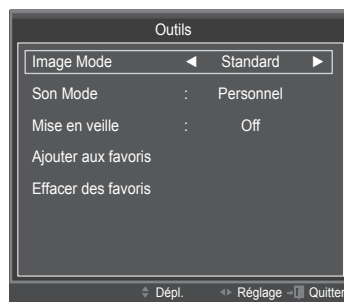 Outils
Image Mode ◀ Standard ▶
Son Mode : Personnel
Mise en veille : Off
Ajouter aux favoris
Effacer des favoris
Dépl. Réglage Quitter